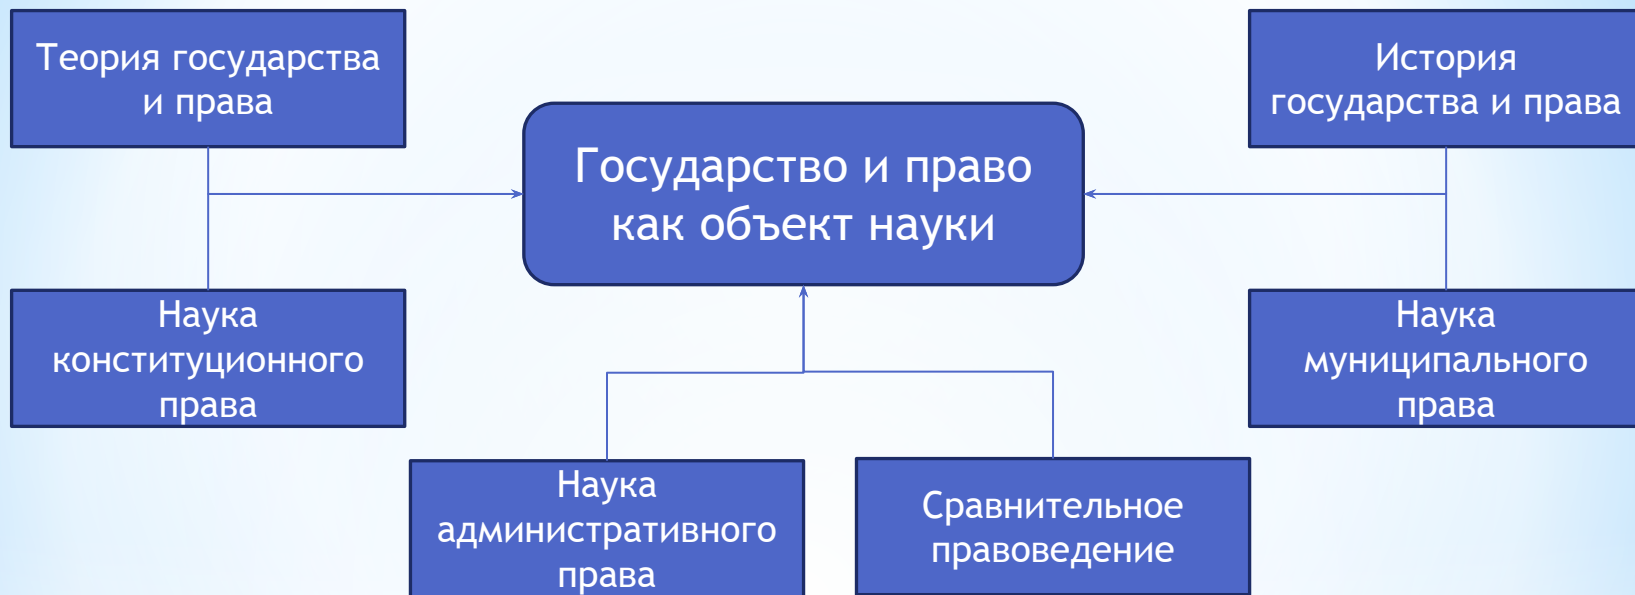 Теория государства
и права
История
государства и права
Государство и право
как объект науки
Наука
конституционного
права
Наука
муниципального
права
Наука
административного
права
Сравнительное
правоведение